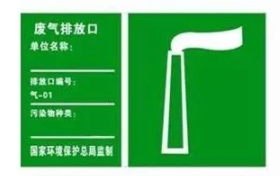 废气排放口
单位名称：
排放口编号：
气-01
污染物种类：
国家环境保护总局监制